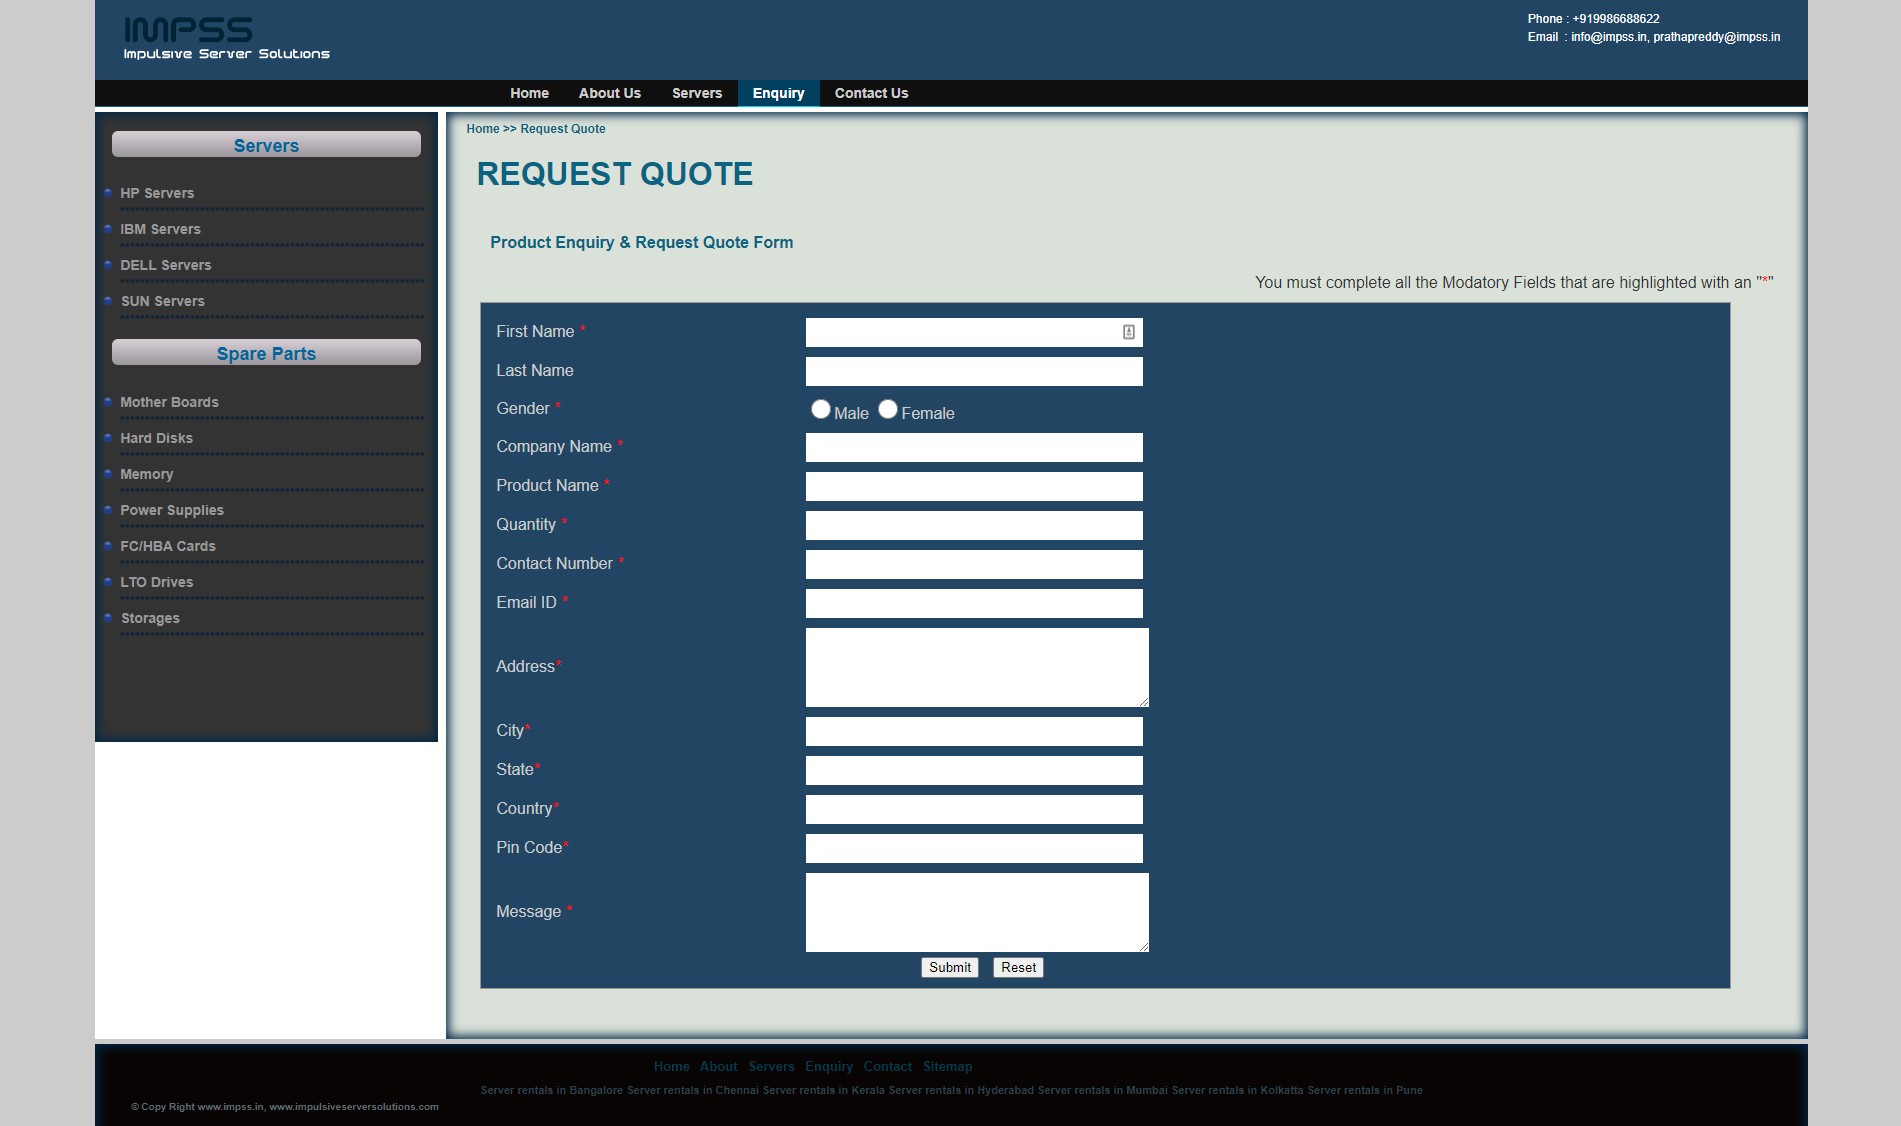 IMPSS
Impulsive Server Solutions
Phone : +919986688622
Email : info@impss.in, prathapreddy@impss.in
Home About Us Servers Enquiry Contact Us
Servers
HP Servers
IBM Servers
DELL Servers
SUN Servers
Spare Parts
Mother Boards
Hard Disks
Memory
Power Supplies
FC/HBA Cards
LTO Drives
Storages
Home >> Request Quote
REQUEST QUOTE
Product Enquiry & Request Quote Form
You must complete all the Modatory Fields that are highlighted with an "*"
First Name *
Last Name
Gender * Male Female
Company Name *
Product Name *
Quantity *
Contact Number *
Email ID *
Address*
City*
State*
Country*
Pin Code*
Message *
Submit Reset
Home About Servers Enquiry Contact Sitemap
Server rentals in Bangalore Server rentals in Chennai Server rentals in Kerala Server rentals in Hyderabad Server rentals in Mumbai Server rentals in Kolkatta Server rentals in Pune
© Copy Right www.impss.in, www.impulsiveserversolutions.com